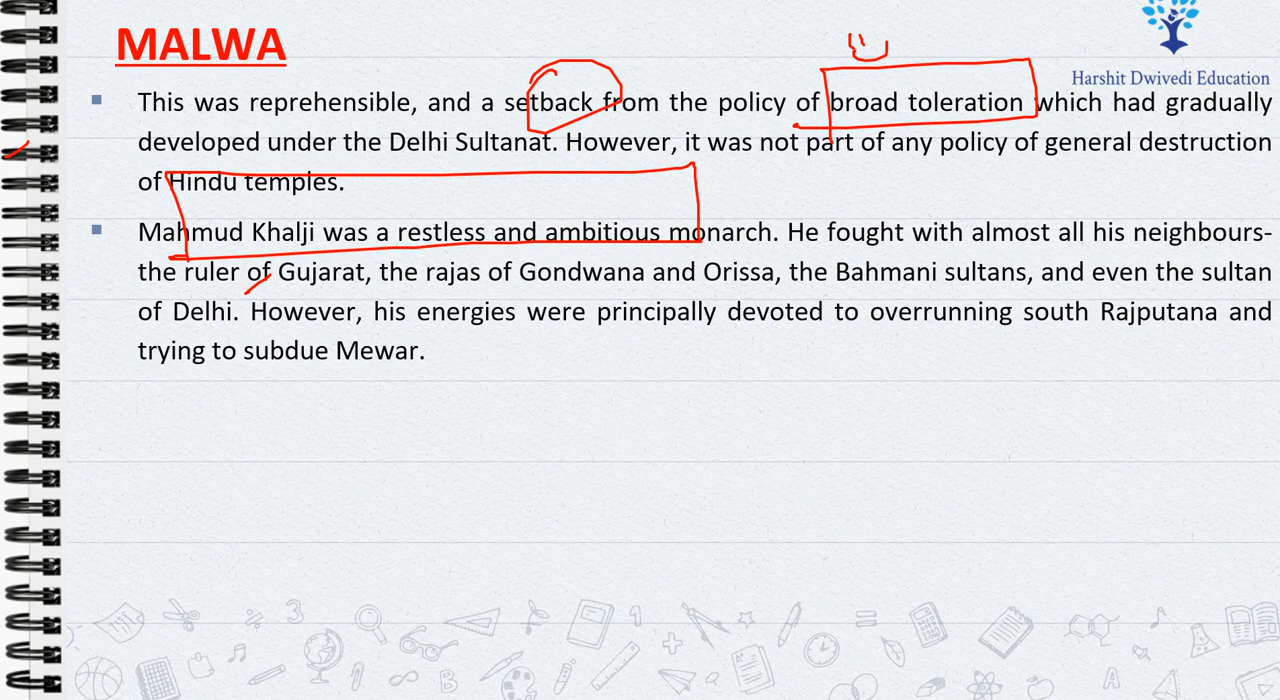 MALWA
Harshit Dwivedi Education
▪ This was reprehensible, and a setback from the policy of broad toleration which had gradually
developed under the Delhi Sultanat. However, it was not part of any policy of general destruction
of Hindu temples.
▪ Mahmud Khalji was a restless and ambitious monarch. He fought with almost all his neighbours-
the ruler of Gujarat, the rajas of Gondwana and Orissa, the Bahmani sultans, and even the sultan
of Delhi. However, his energies were principally devoted to overrunning south Rajputana and
trying to subdue Mewar.